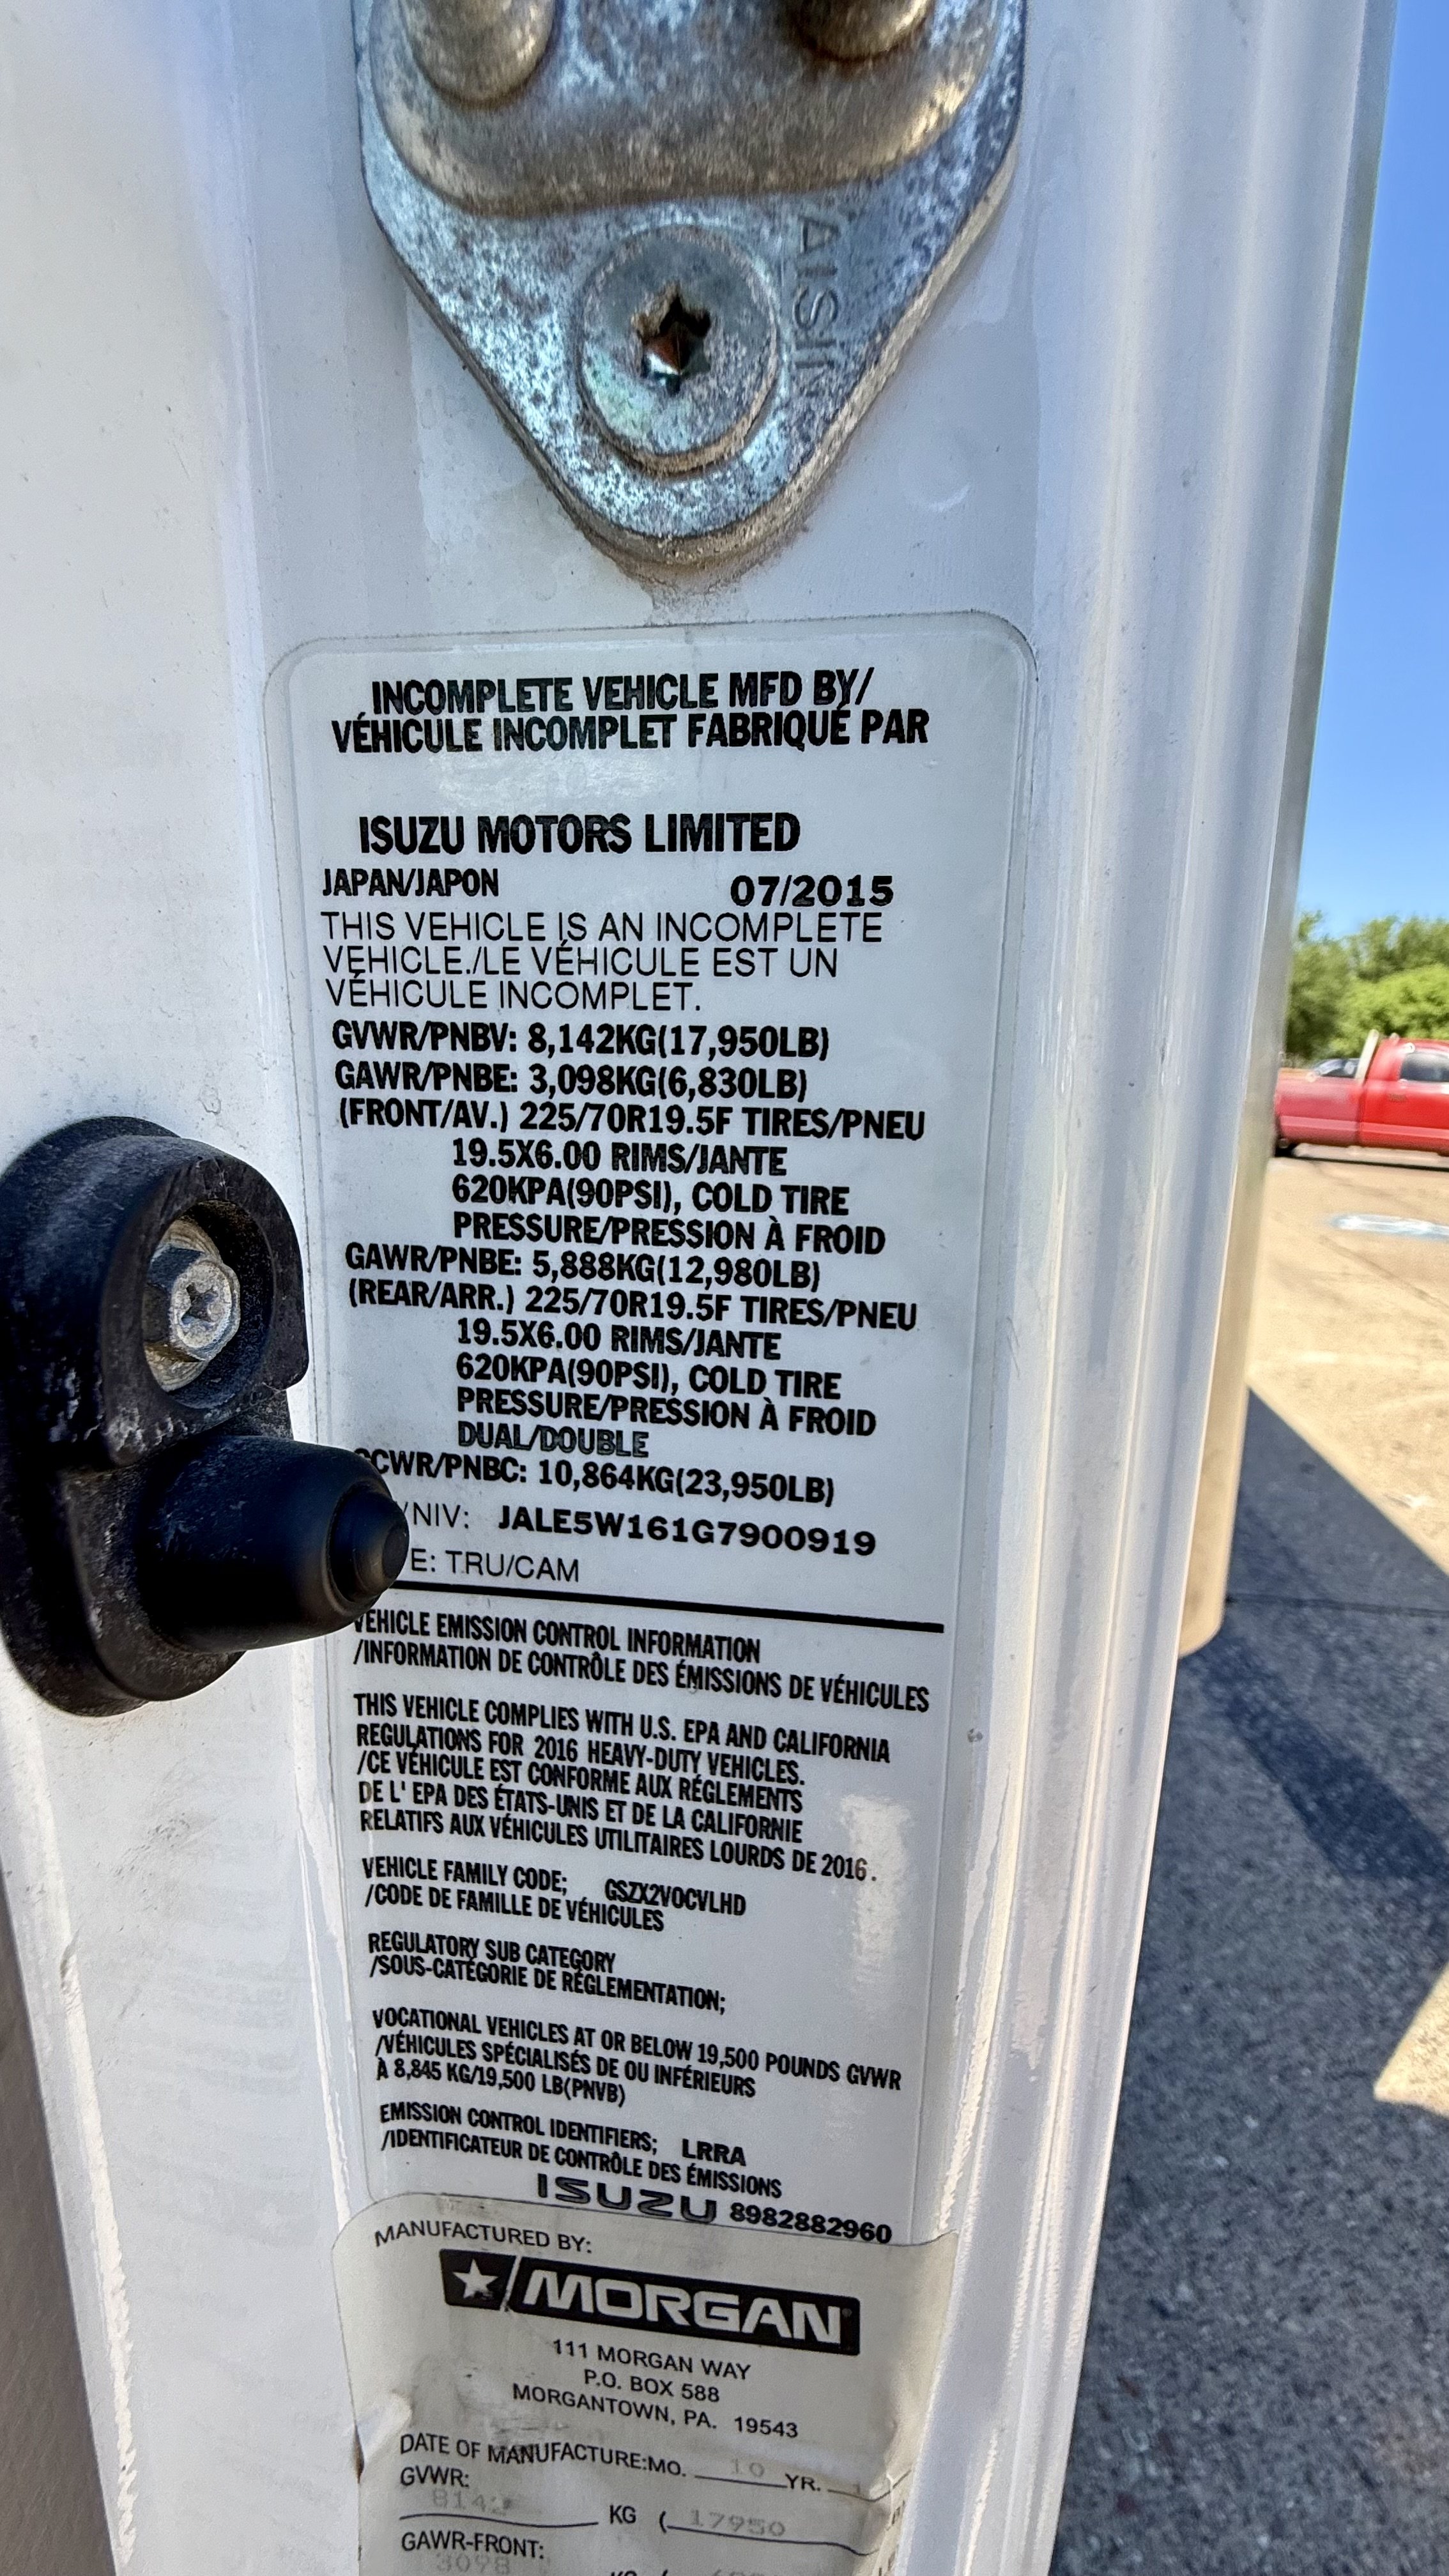 AISIN
INCOMPLETE VEHICLE MFD BY/
VÉHICULE INCOMPLET FABRIQUÉ PAR
ISUZU MOTORS LIMITED
JAPAN/JAPON 07/2015
THIS VEHICLE IS AN INCOMPLETE
VEHICLE./LE VÉHICULE EST UN
VÉHICULE INCOMPLET.
GVWR/PNBV: 8,142KG(17,950LB)
GAWR/PNBE: 3,098KG(6,830LB)
(FRONT/AV.) 225/70R19.5F TIRES/PNEU
19.5X6.00 RIMS/JANTE
620KPA(90PSI), COLD TIRE
PRESSURE/PRESSION À FROID
GAWR/PNBE: 5,888KG(12,980LB)
(REAR/ARR.) 225/70R19.5F TIRES/PNEU
19.5X6.00 RIMS/JANTE
620KPA(90PSI), COLD TIRE
PRESSURE/PRESSION À FROID
DUAL/DOUBLE
CWR/PNBC: 10,864KG(23,950LB)
/NIV: JALE5W161G7900919
E: TRU/CAM
VEHICLE EMISSION CONTROL INFORMATION
/INFORMATION DE CONTRÔLE DES ÉMISSIONS DE VÉHICULES
THIS VEHICLE COMPLIES WITH U.S. EPA AND CALIFORNIA
REGULATIONS FOR 2016 HEAVY-DUTY VEHICLES.
/CE VÉHICULE EST CONFORME AUX RÉGLEMENTS
DE L' EPA DES ÉTATS-UNIS ET DE LA CALIFORNIE
RELATIFS AUX VÉHICULES UTILITAIRES LOURDS DE 2016.
VEHICLE FAMILY CODE; GSZX2VOCVLHD
/CODE DE FAMILLE DE VÉHICULES
REGULATORY SUB CATEGORY
/SOUS-CATÉGORIE DE RÉGLEMENTATION;
VOCATIONAL VEHICLES AT OR BELOW 19,500 POUNDS GVWR
/VÉHICULES SPÉCIALISÉS DE OU INFÉRIEURS
À 8,845 KG/19,500 LB(PNVB)
EMISSION CONTROL IDENTIFIERS; LRRA
/IDENTIFICATEUR DE CONTRÔLE DES ÉMISSIONS
ISUZU 8982882960
MANUFACTURED BY:
MORGAN
111 MORGAN WAY
P.O. BOX 588
MORGANTOWN, PA. 19543
DATE OF MANUFACTURE:MO. 10 YR.
GVWR:
8142 KG ( 17950
GAWR-FRONT:
3098